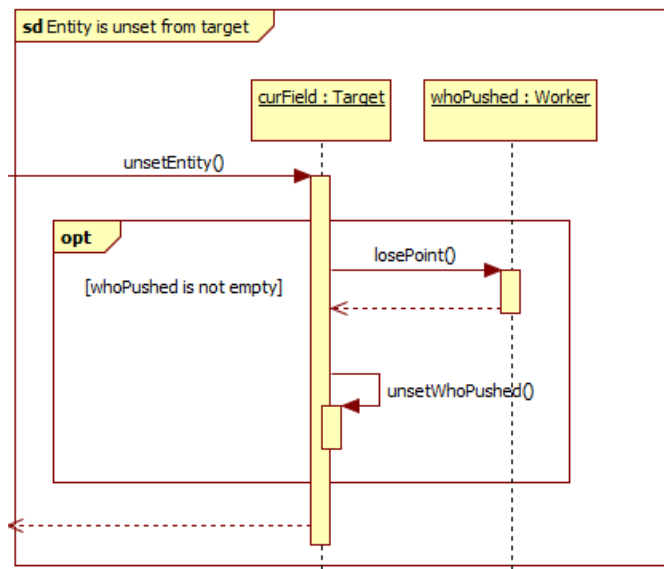 sd Entity is unset from target
curField : Target
whoPushed : Worker
unsetEntity()
opt
losePoint()
[whoPushed is not empty]
unsetWhoPushed()